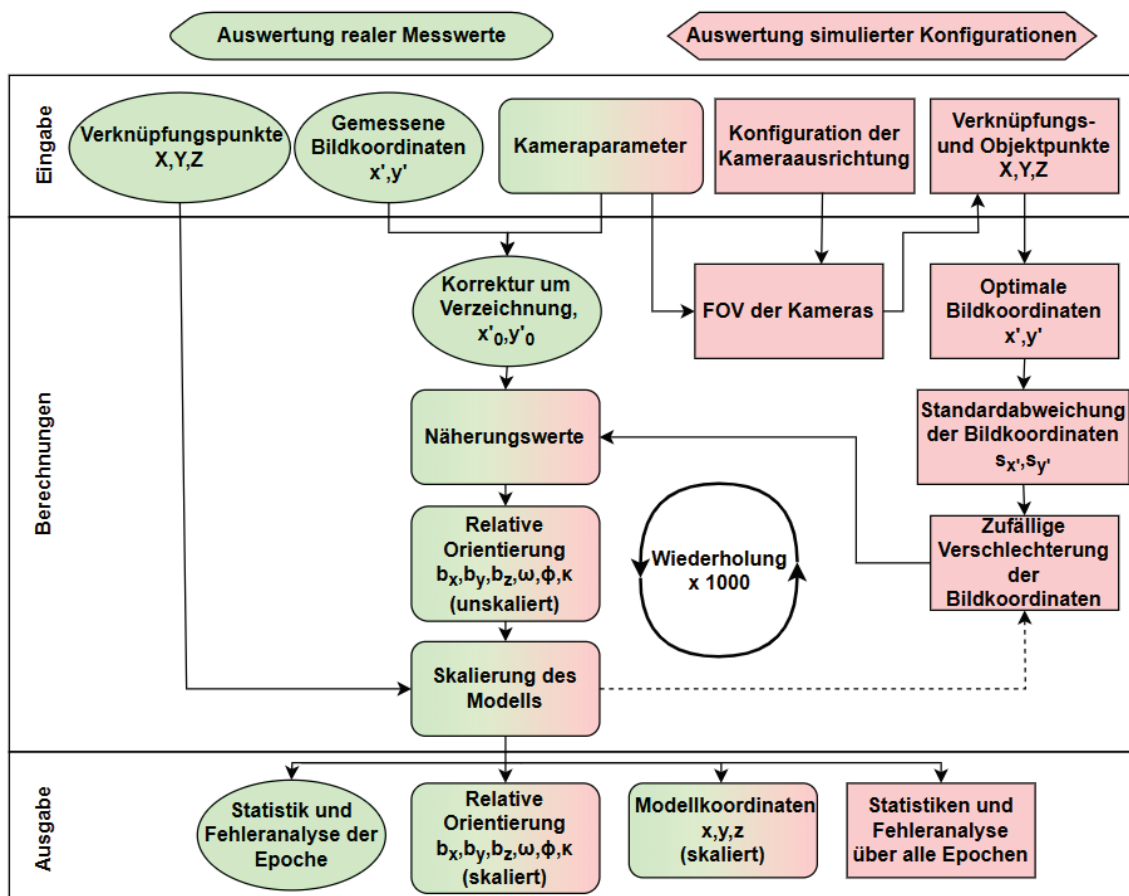 Auswertung realer Messwerte
Auswertung simulierter Konfigurationen
Eingabe
Verknüpfungspunkte
X,Y,Z
Gemessene
Bildkoordinaten
x',y'
Kameraparameter
Konfiguration der
Kameraausrichtung
Verknüpfungs-
und Objektpunkte
X,Y,Z
Berechnungen
Korrektur um
Verzeichnung,
x'0,y'0
FOV der Kameras
Optimale
Bildkoordinaten
x',y'
Näherungswerte
Standardabweichung
der Bildkoordinaten
sx',sy'
Relative
Orientierung
bx,by,bz,ω,ϕ,κ
(unskaliert)
Wiederholung
x 1000
Zufällige
Verschlechterung
der
Bildkoordinaten
Skalierung des
Modells
Ausgabe
Statistik und
Fehleranalyse der
Epoche
Relative
Orientierung
bx,by,bz,ω,ϕ,κ
(skaliert)
Modellkoordinaten
x,y,z
(skaliert)
Statistiken und
Fehleranalyse
über alle Epochen